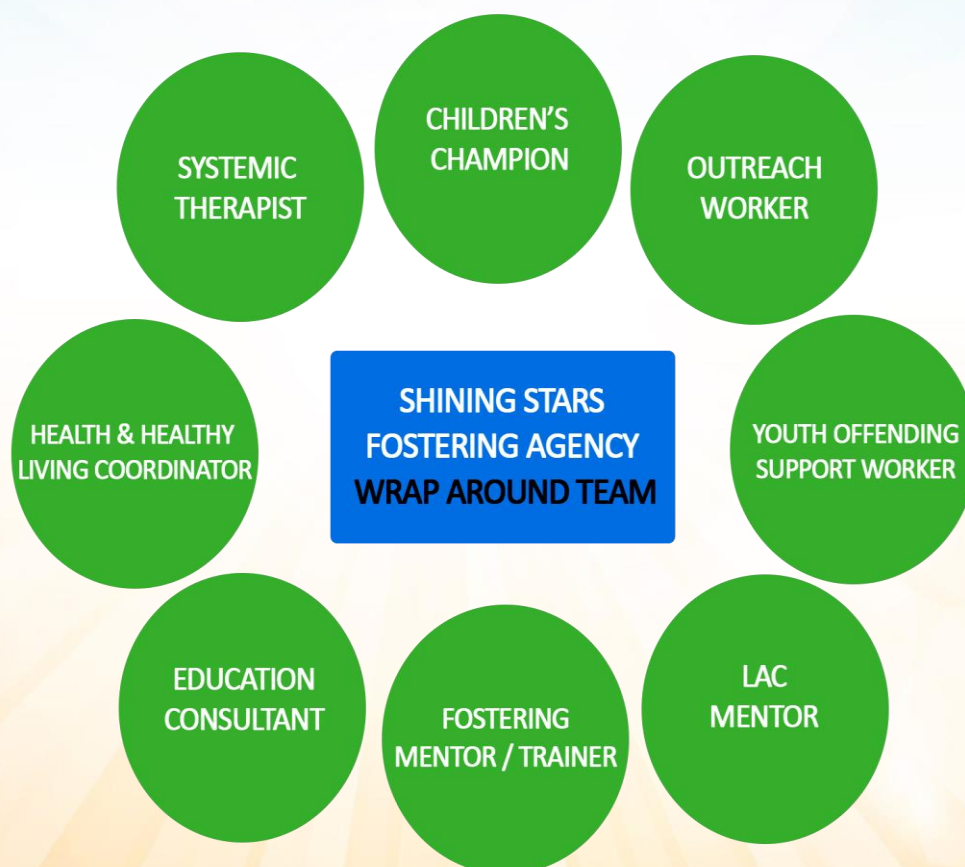 CHILDREN'S
CHAMPION
SYSTEMIC
THERAPIST
OUTREACH
WORKER
SHINING STARS
FOSTERING AGENCY
WRAP AROUND TEAM
HEALTH & HEALTHY
LIVING COORDINATOR
YOUTH OFFENDING
SUPPORT WORKER
EDUCATION
CONSULTANT
FOSTERING
MENTOR / TRAINER
LAC
MENTOR